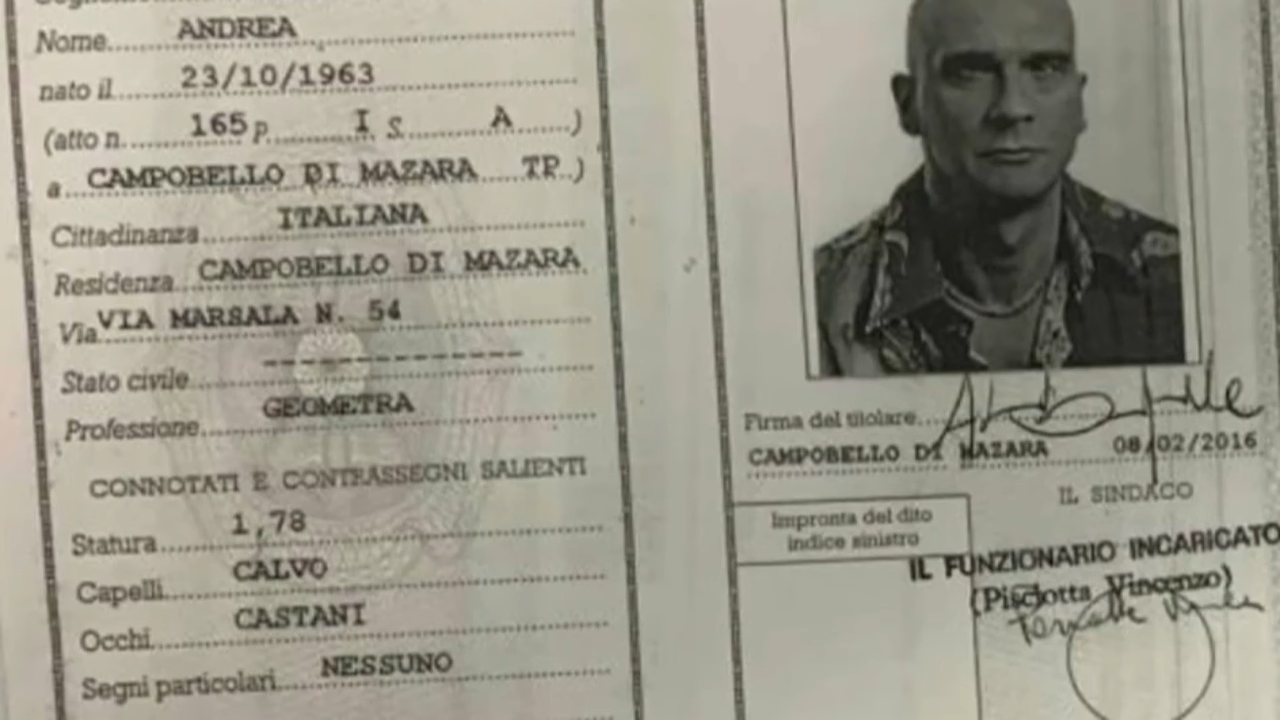 Nome ANDREA
nato il 23/10/1963
(atto n. 165 P. I S. A )
a CAMPOBELLO DI MAZARA TP )
Cittadinanza ITALIANA
Residenza CAMPOBELLO DI MAZARA
Via VIA MARSALA N. 54
Stato civile ---------------
Professione GEOMETRA
CONNOTATI E CONTRASSEGNI SALIENTI
Statura 1,78
Capelli CALVO
Occhi CASTANI
Segni particolari NESSUNO
Firma del titolare
CAMPOBELLO DI MAZARA 08/02/2016
IL SINDACO
Impronta del dito
indice sinistro
IL FUNZIONARIO INCARICATO
(Pisciotta Vincenzo)